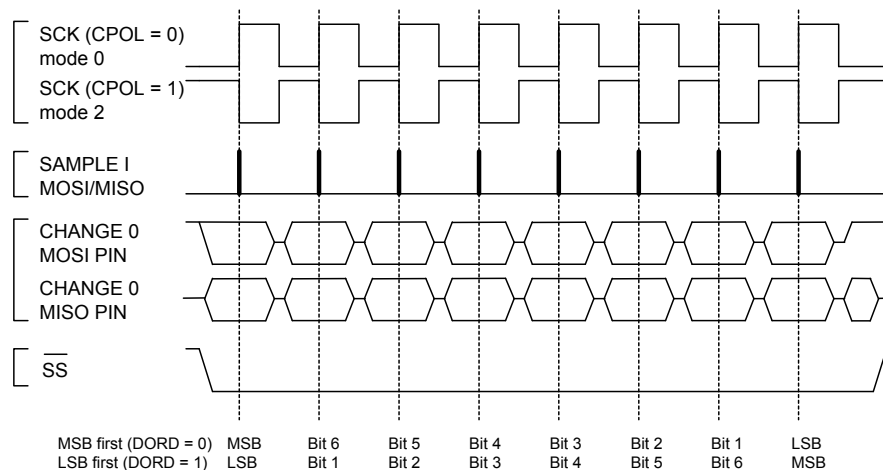 SCK (CPOL = 0)
mode 0
SCK (CPOL = 1)
mode 2
SAMPLE I
MOSI/MISO
CHANGE 0
MOSI PIN
CHANGE 0
MISO PIN
SS
MSB first (DORD = 0) MSB Bit 6 Bit 5 Bit 4 Bit 3 Bit 2 Bit 1 LSB
LSB first (DORD = 1) LSB Bit 1 Bit 2 Bit 3 Bit 4 Bit 5 Bit 6 MSB